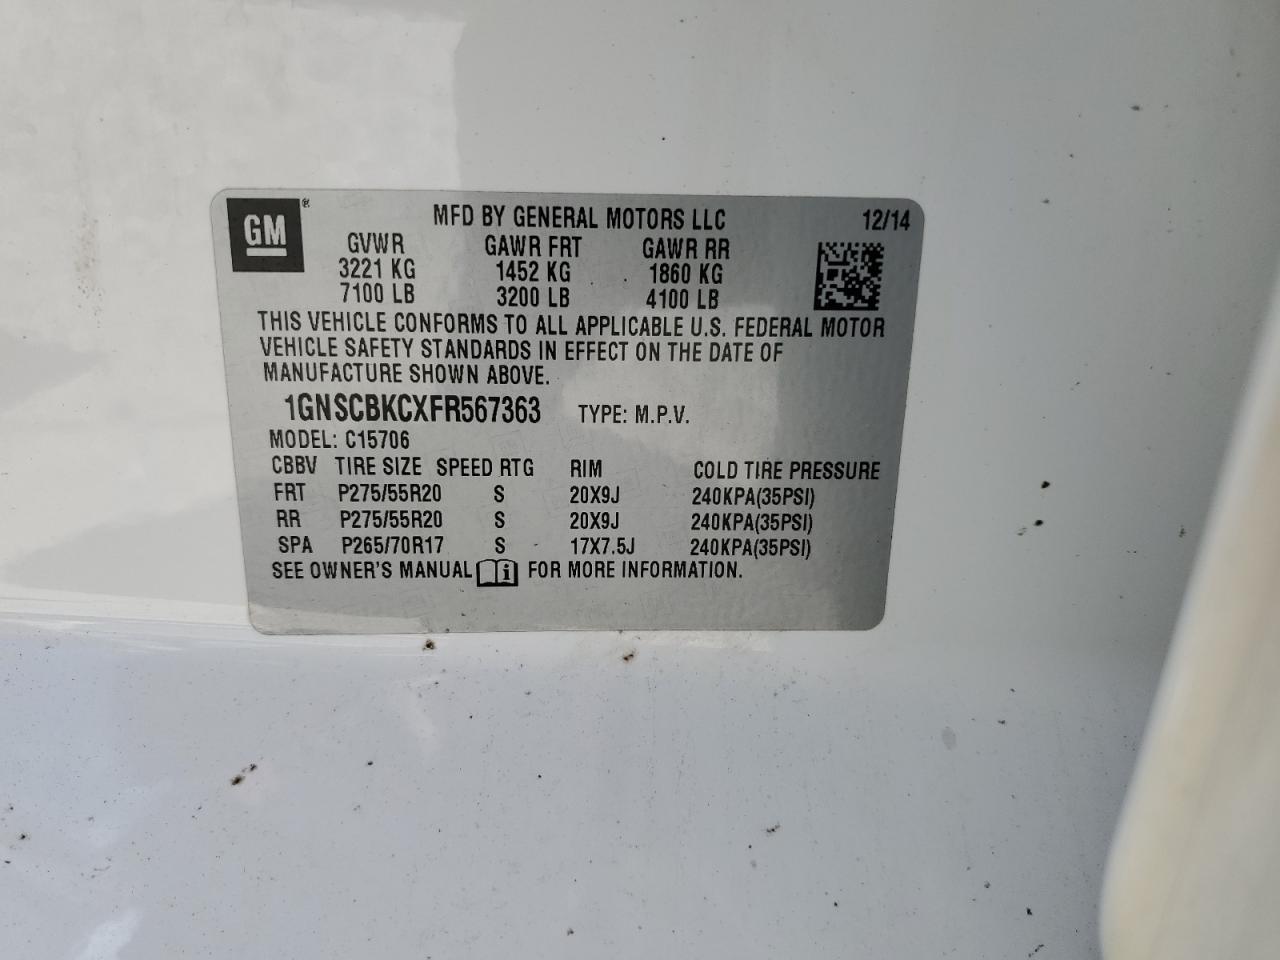 GM ® MFD BY GENERAL MOTORS LLC 12/14
GVWR GAWR FRT GAWR RR
3221 KG 1452 KG 1860 KG
7100 LB 3200 LB 4100 LB
THIS VEHICLE CONFORMS TO ALL APPLICABLE U.S. FEDERAL MOTOR
VEHICLE SAFETY STANDARDS IN EFFECT ON THE DATE OF
MANUFACTURE SHOWN ABOVE.
1GNSCBKCXFR567363 TYPE: M.P.V.
MODEL: C15706
CBBV TIRE SIZE SPEED RTG RIM COLD TIRE PRESSURE
FRT P275/55R20 S 20X9J 240KPA(35PSI)
RR P275/55R20 S 20X9J 240KPA(35PSI)
SPA P265/70R17 S 17X7.5J 240KPA(35PSI)
SEE OWNER'S MANUAL i FOR MORE INFORMATION.